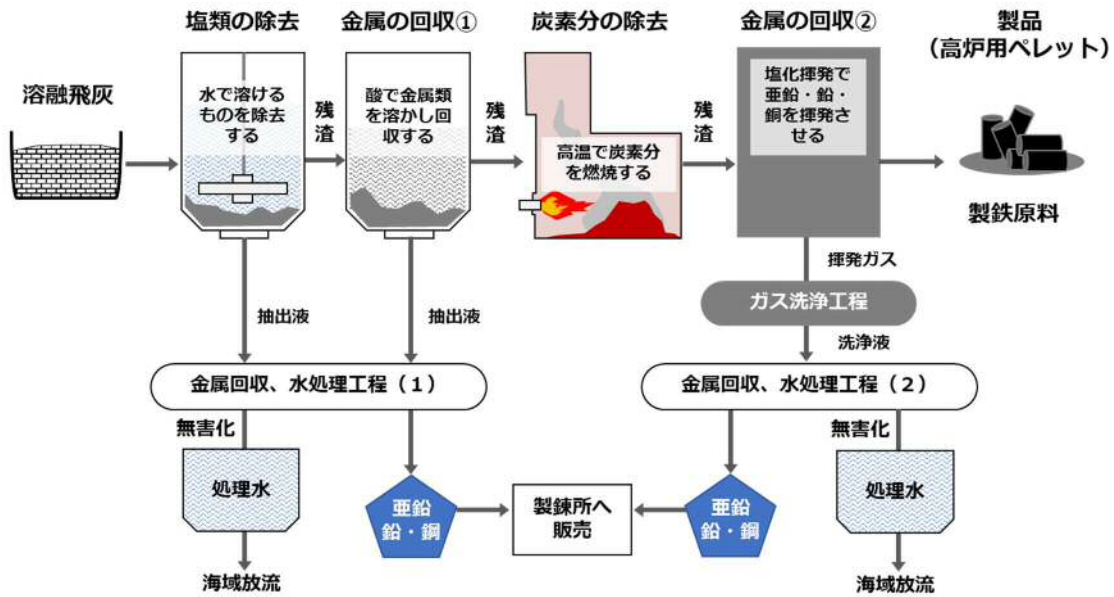 塩類の除去
金属の回収①
炭素分の除去
金属の回収②
製品
（高炉用ペレット）
溶融飛灰
水で溶ける
ものを除去
する
残
渣
酸で金属類
を溶かし回
収する
残
渣
高温で炭素分
を燃焼する
残
渣
塩化揮発で
亜鉛・鉛・
銅を揮発さ
せる
製鉄原料
抽出液
抽出液
揮発ガス
ガス洗浄工程
洗浄液
金属回収、水処理工程（１）
金属回収、水処理工程（２）
無害化
処理水
海域放流
亜鉛
鉛・鋼
製錬所へ
販売
亜鉛
鉛・鋼
無害化
処理水
海域放流